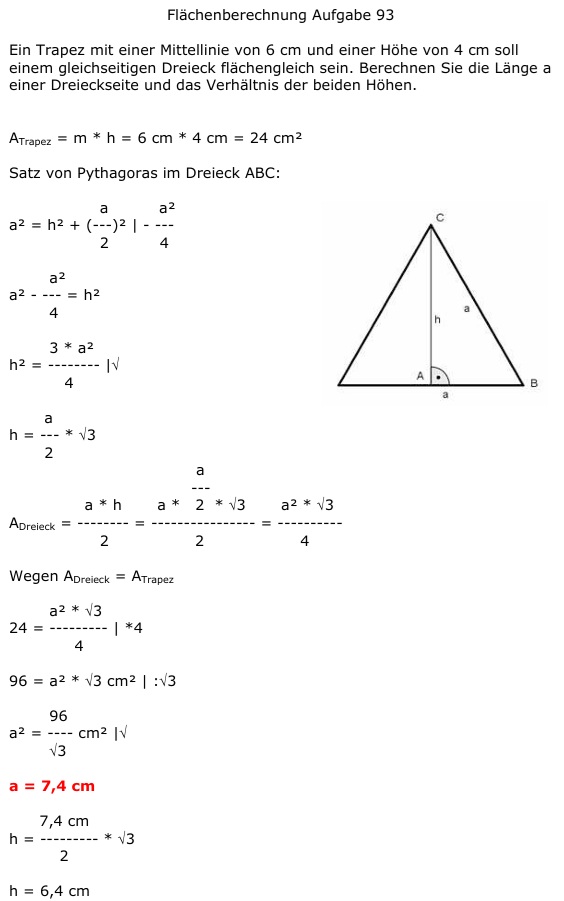 Flächenberechnung Aufgabe 93
Ein Trapez mit einer Mittellinie von 6 cm und einer Höhe von 4 cm soll
einem gleichseitigen Dreieck flächengleich sein. Berechnen Sie die Länge a
einer Dreieckseite und das Verhältnis der beiden Höhen.
ATrapez = m * h = 6 cm * 4 cm = 24 cm²
Satz von Pythagoras im Dreieck ABC:
a a²
a² = h² + (---)² | - ---
2 4
a²
a² - --- = h²
4
3 * a²
h² = -------- |√
4
a
h = --- * √3
2
C
h
a
A
B
a
a
---
a * h a * 2 * √3 a² * √3
ADreieck = -------- = ---------------- = ----------
2 2 4
Wegen ADreieck = ATrapez
a² * √3
24 = --------- | *4
4
96 = a² * √3 cm² | :√3
96
a² = ---- cm² |√
√3
a = 7,4 cm
7,4 cm
h = --------- * √3
2
h = 6,4 cm